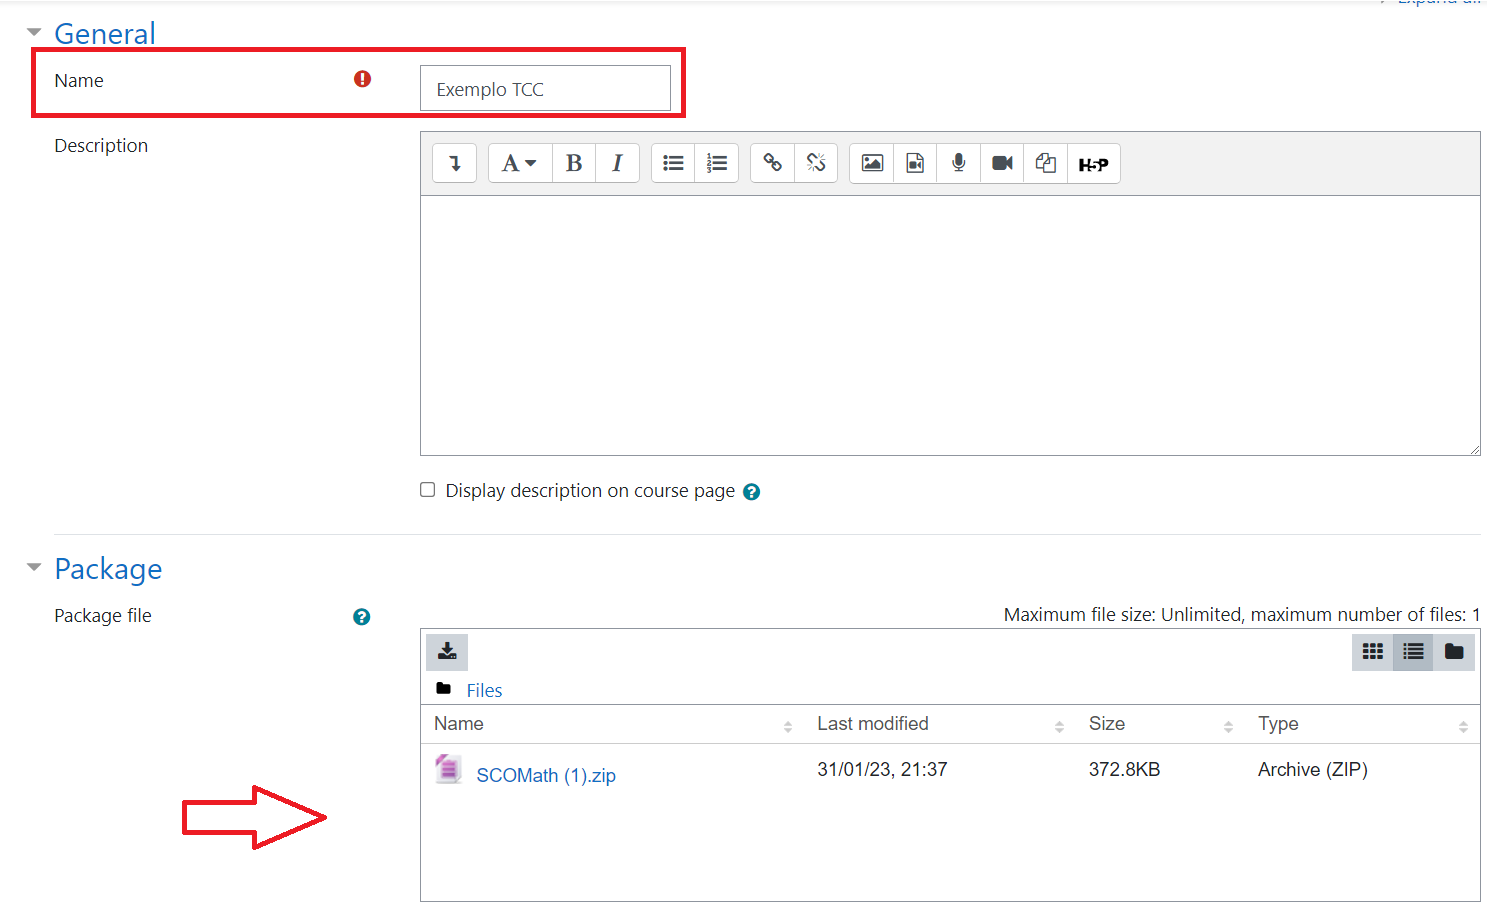 General
Name
Exemplo TCC
Description
A B I
H5P
Display description on course page
Package
Package file
Maximum file size: Unlimited, maximum number of files: 1
Files
Name Last modified Size Type
SCOMath (1).zip 31/01/23, 21:37 372.8KB Archive (ZIP)